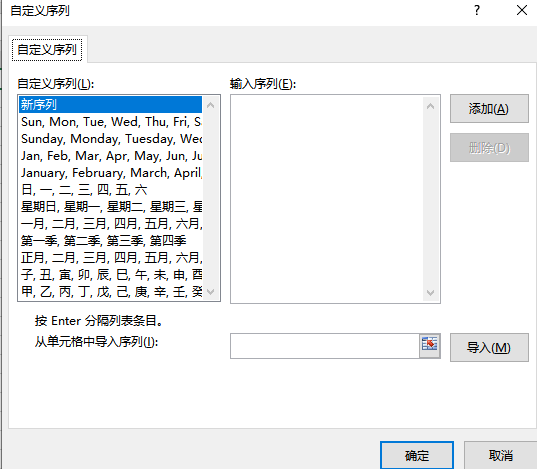 自定义序列
?
自定义序列
自定义序列(L):
输入序列(E):
新序列
Sun, Mon, Tue, Wed, Thu, Fri, Sa
Sunday, Monday, Tuesday, Wed
Jan, Feb, Mar, Apr, May, Jun, Ju
January, February, March, April,
日, 一, 二, 三, 四, 五, 六
星期日, 星期一, 星期二, 星期三, 星
一月, 二月, 三月, 四月, 五月, 六月,
第一季, 第二季, 第三季, 第四季
正月, 二月, 三月, 四月, 五月, 六月,
子, 丑, 寅, 卯, 辰, 巳, 午, 未, 申, 酉
甲, 乙, 丙, 丁, 戊, 己, 庚, 辛, 壬, 癸
添加(A)
删除(D)
按 Enter 分隔列表条目。
从单元格中导入序列(I):
导入(M)
确定
取消